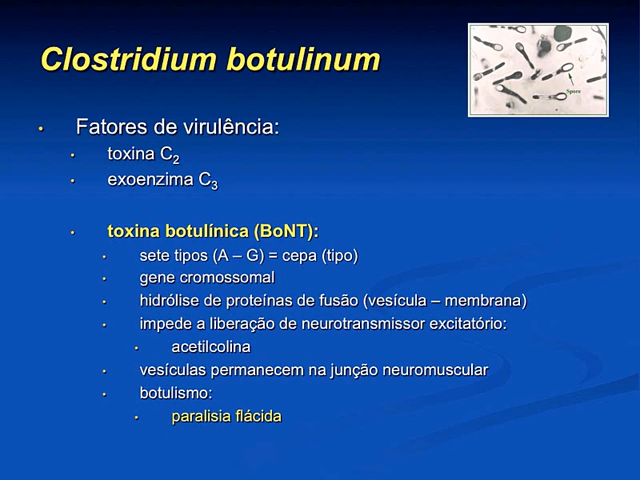 Clostridium botulinum
Spore
• Fatores de virulência:
• toxina C₂
• exoenzima C₃
• toxina botulínica (BoNT):
• sete tipos (A – G) = cepa (tipo)
• gene cromossomal
• hidrólise de proteínas de fusão (vesícula – membrana)
• impede a liberação de neurotransmissor excitatório:
• acetilcolina
• vesículas permanecem na junção neuromuscular
• botulismo:
• paralisia flácida